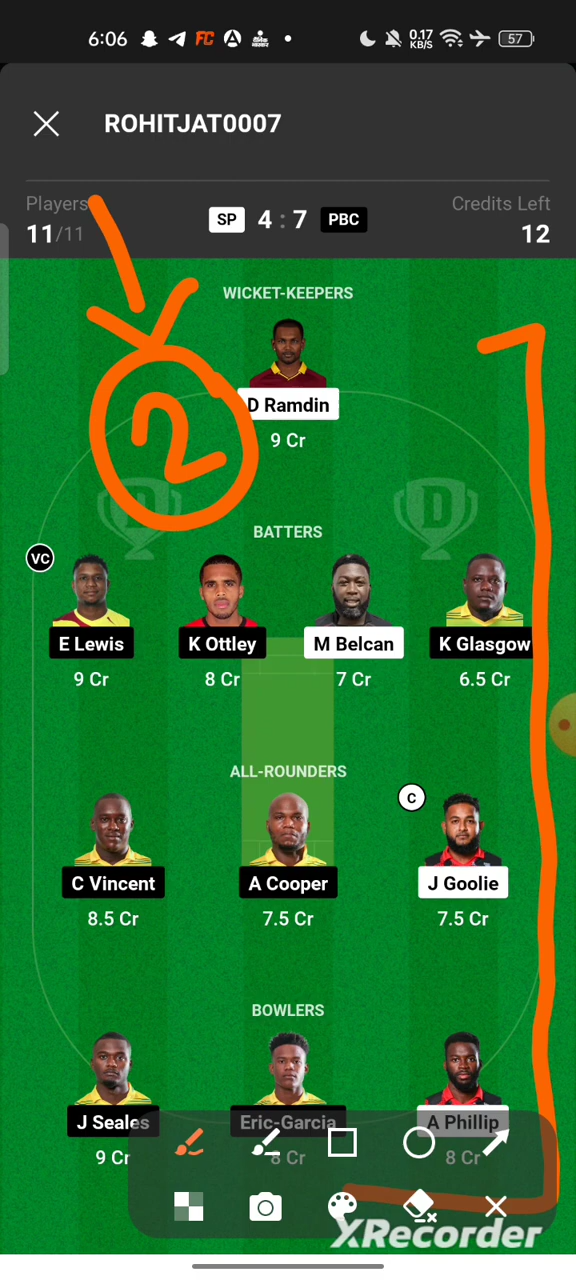 6:06 FC 0.17 KB/S 57
ROHITJAT0007
Players
Credits Left
11/11
SP 4 : 7 PBC
12
WICKET-KEEPERS
2
D Ramdin
9 Cr
BATTERS
VC
E Lewis K Ottley M Belcan K Glasgow
9 Cr 8 Cr 7 Cr 6.5 Cr
ALL-ROUNDERS
C
C Vincent A Cooper J Goolie
8.5 Cr 7.5 Cr 7.5 Cr
BOWLERS
J Seales Eric-Garcia A Phillip
9 Cr 8 Cr 8 Cr
XRecorder